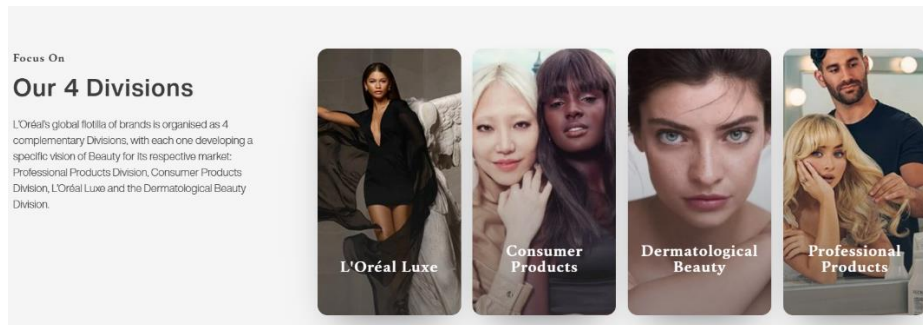 Focus On
Our 4 Divisions
L'Oréal's global flotilla of brands is organised as 4
complementary Divisions, with each one developing a
specific vision of Beauty for its respective market:
Professional Products Division, Consumer Products
Division, L'Oréal Luxe and the Dermatological Beauty
Division.
L'Oréal Luxe
Consumer
Products
Dermatological
Beauty
Professional
Products